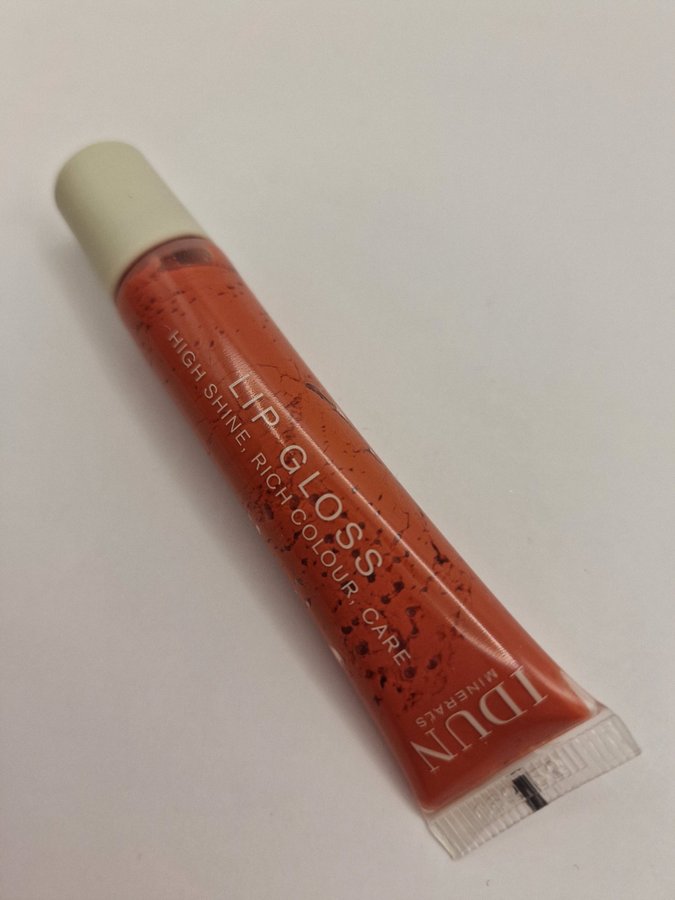 LIP GLOSS
HIGH SHINE, RICH COLOUR, CARE
IDUN
MINERALS